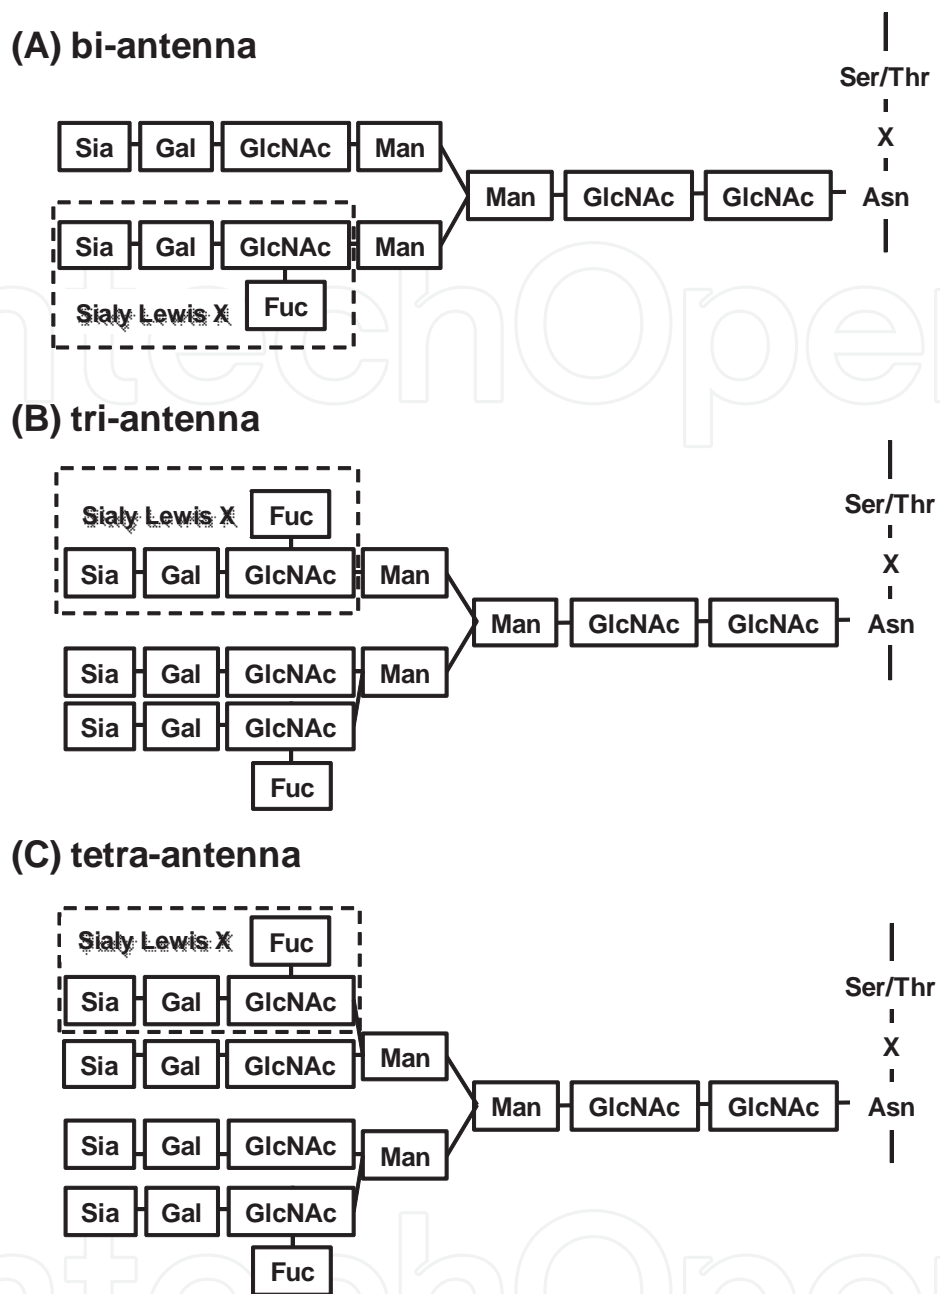 (A) bi-antenna
Ser/Thr
Sia Gal GlcNAc Man
X
Man GlcNAc GlcNAc Asn
Sia Gal GlcNAc Man
Sialy Lewis X Fuc
(B) tri-antenna
Sialy Lewis X Fuc
Ser/Thr
Sia Gal GlcNAc Man
X
Man GlcNAc GlcNAc Asn
Sia Gal GlcNAc Man
Sia Gal GlcNAc
Fuc
(C) tetra-antenna
Sialy Lewis X Fuc
Sia Gal GlcNAc
Ser/Thr
Sia Gal GlcNAc Man
X
Man GlcNAc GlcNAc Asn
Sia Gal GlcNAc Man
Sia Gal GlcNAc
Fuc